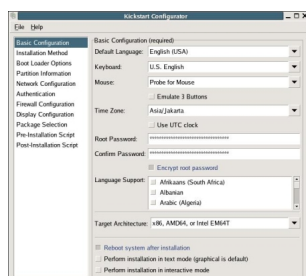 Kickstart Configurator
File Help
Basic Configuration
Installation Method
Boot Loader Options
Partition Information
Network Configuration
Authentication
Firewall Configuration
Display Configuration
Package Selection
Pre-Installation Script
Post-Installation Script
Basic Configuration (required)
Default Language: English (USA)
Keyboard: U.S. English
Mouse: Probe for Mouse
Emulate 3 Buttons
Time Zone: Asia/Jakarta
Use UTC clock
Root Password:
Confirm Password:
Encrypt root password
Language Support: Afrikaans (South Africa)
Albanian
Arabic (Algeria)
Target Architecture: x86, AMD64, or Intel EM64T
Reboot system after installation
Perform installation in text mode (graphical is default)
Perform installation in interactive mode